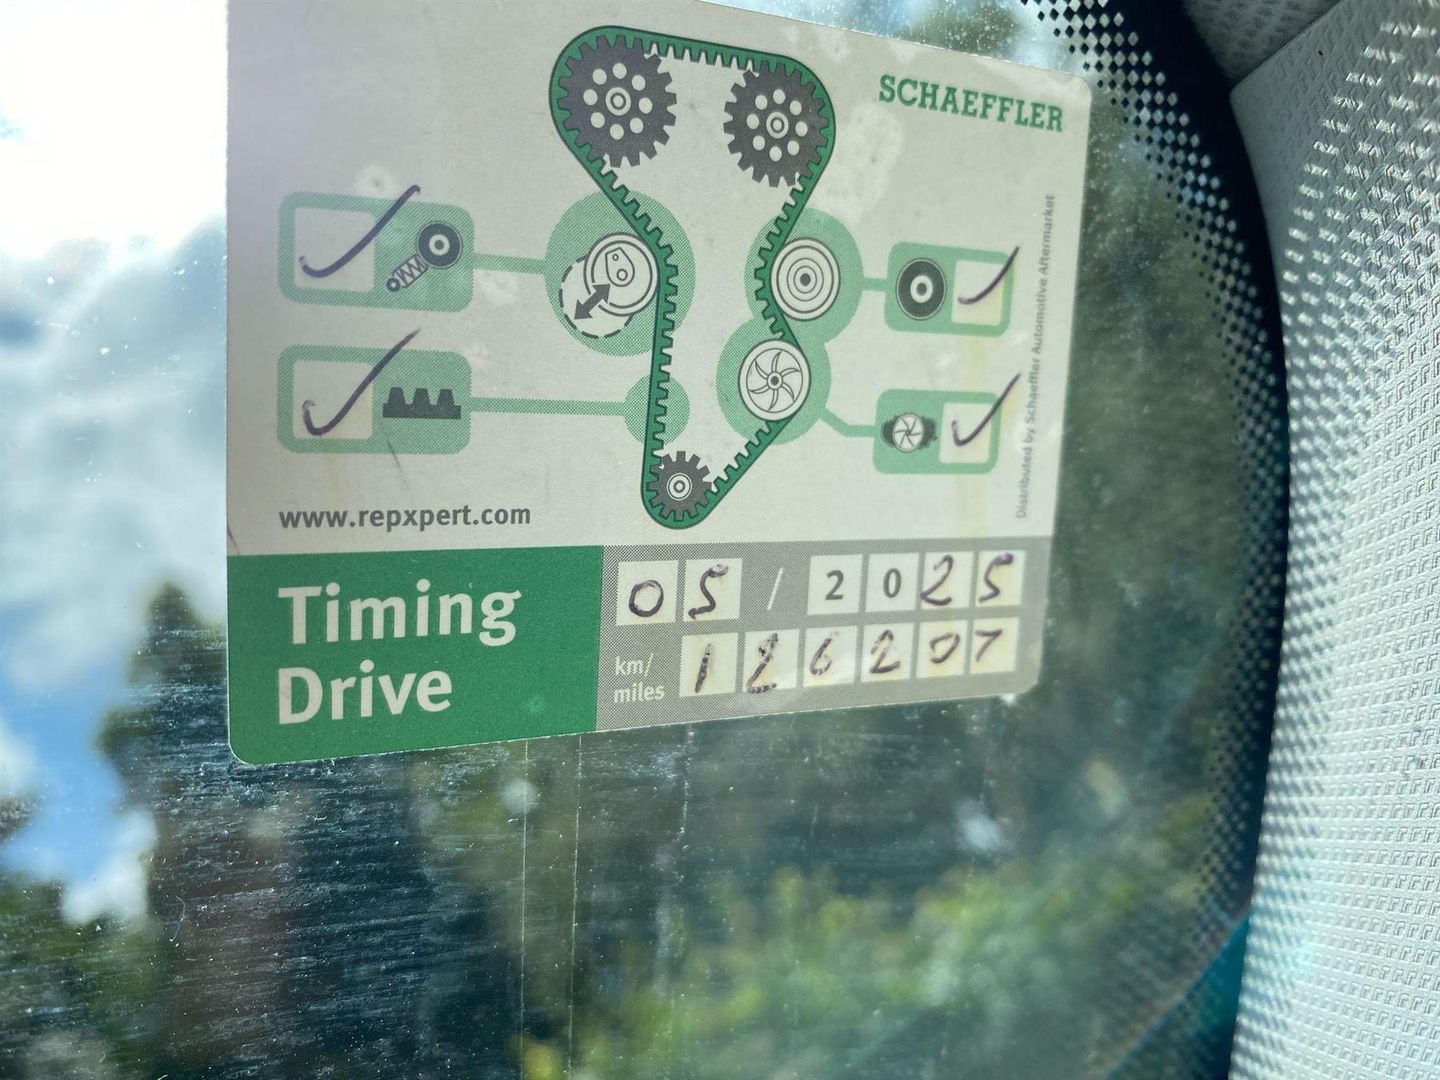 SCHAEFFLER
Distributed by Schaeffler Automotive Aftermarket
www.repxpert.com
Timing
Drive
05 / 2025
km/
miles
126207